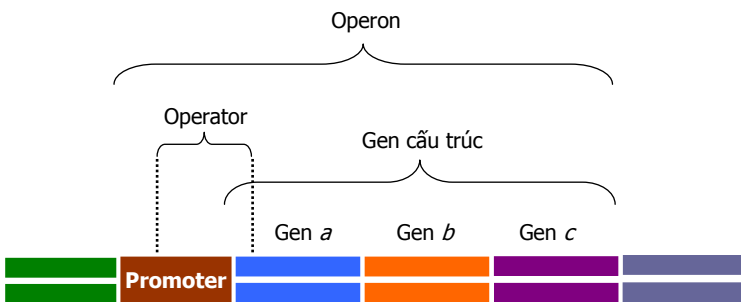 Operon
Operator
Gen cấu trúc
Gen a
Gen b
Gen c
Promoter